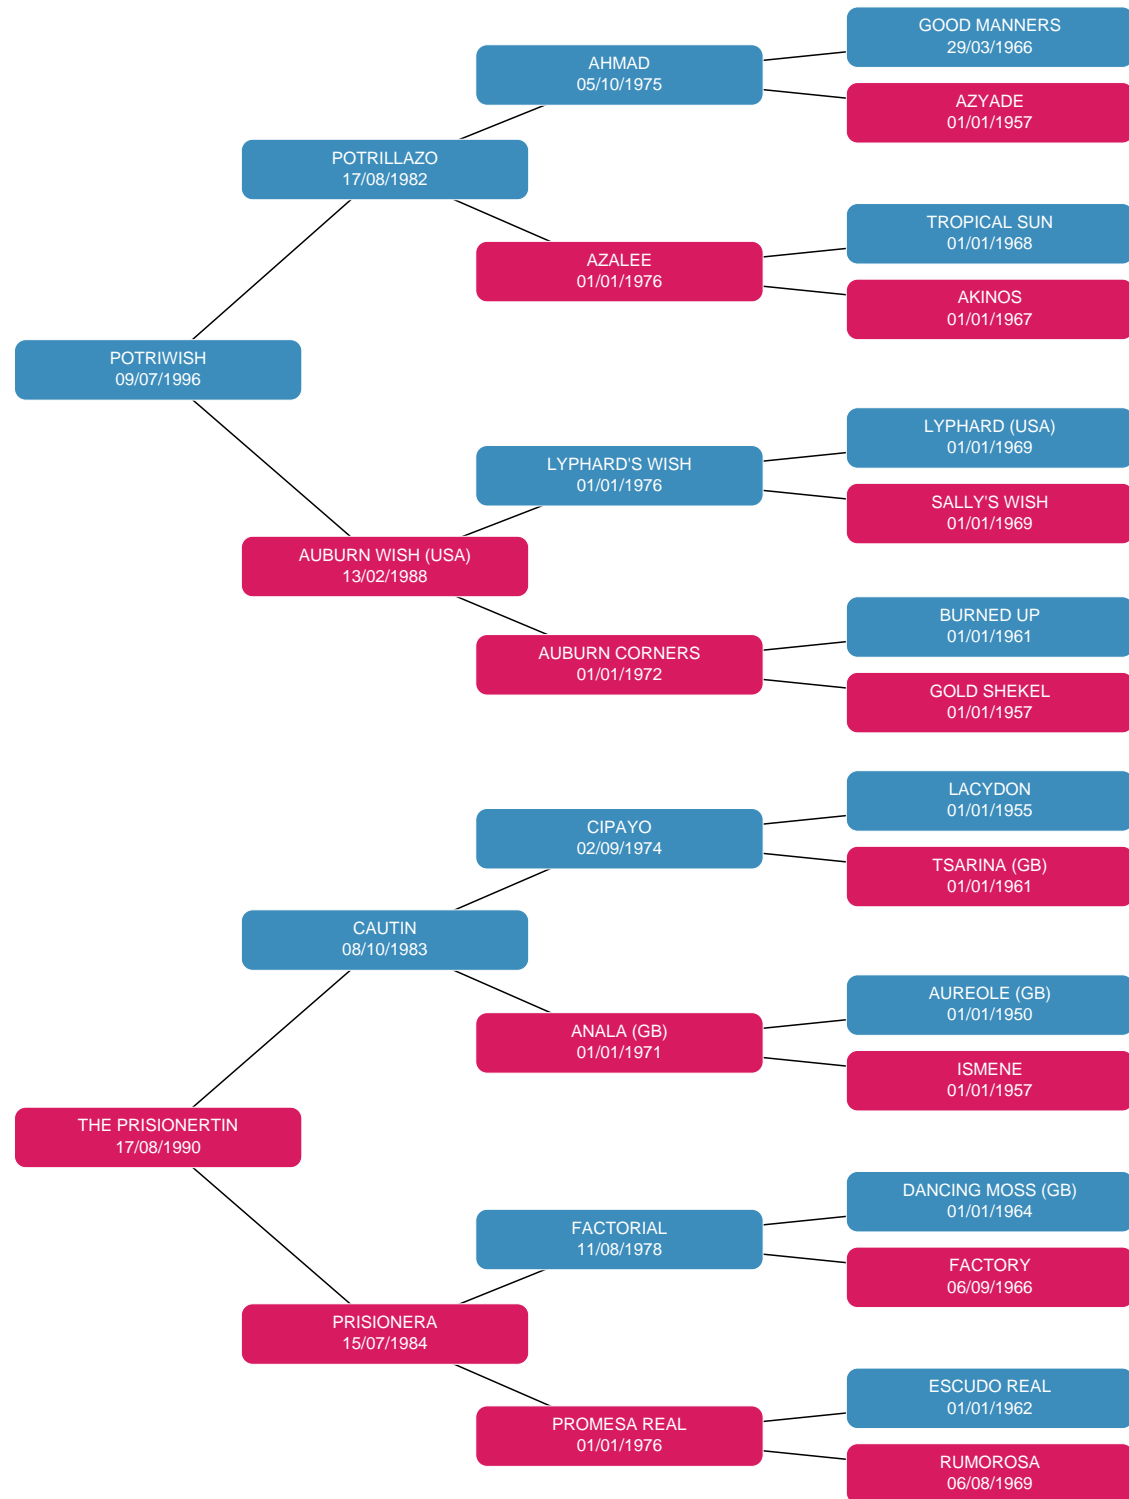 GOOD MANNERS
29/03/1966
AHMAD
05/10/1975
AZYADE
01/01/1957
POTRILLAZO
17/08/1982
TROPICAL SUN
01/01/1968
AZALEE
01/01/1976
AKINOS
01/01/1967
POTRIWISH
09/07/1996
LYPHARD (USA)
01/01/1969
LYPHARD'S WISH
01/01/1976
SALLY'S WISH
01/01/1969
AUBURN WISH (USA)
13/02/1988
BURNED UP
01/01/1961
AUBURN CORNERS
01/01/1972
GOLD SHEKEL
01/01/1957
LACYDON
01/01/1955
CIPAYO
02/09/1974
TSARINA (GB)
01/01/1961
CAUTIN
08/10/1983
AUREOLE (GB)
01/01/1950
ANALA (GB)
01/01/1971
ISMENE
01/01/1957
THE PRISIONERTIN
17/08/1990
DANCING MOSS (GB)
01/01/1964
FACTORIAL
11/08/1978
FACTORY
06/09/1966
PRISIONERA
15/07/1984
ESCUDO REAL
01/01/1962
PROMESA REAL
01/01/1976
RUMOROSA
06/08/1969